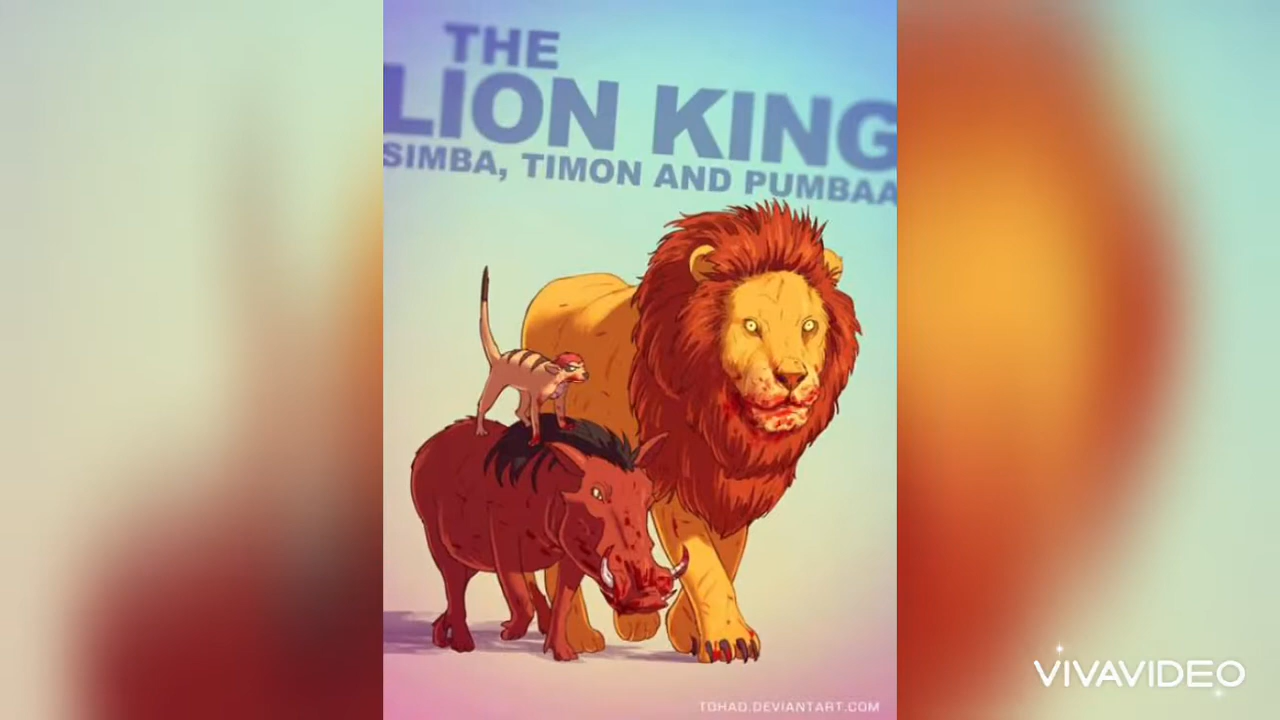 THE
LION KING
SIMBA, TIMON AND PUMBAA
TOHAD.DEVIANTART.COM
VIVAVIDEO